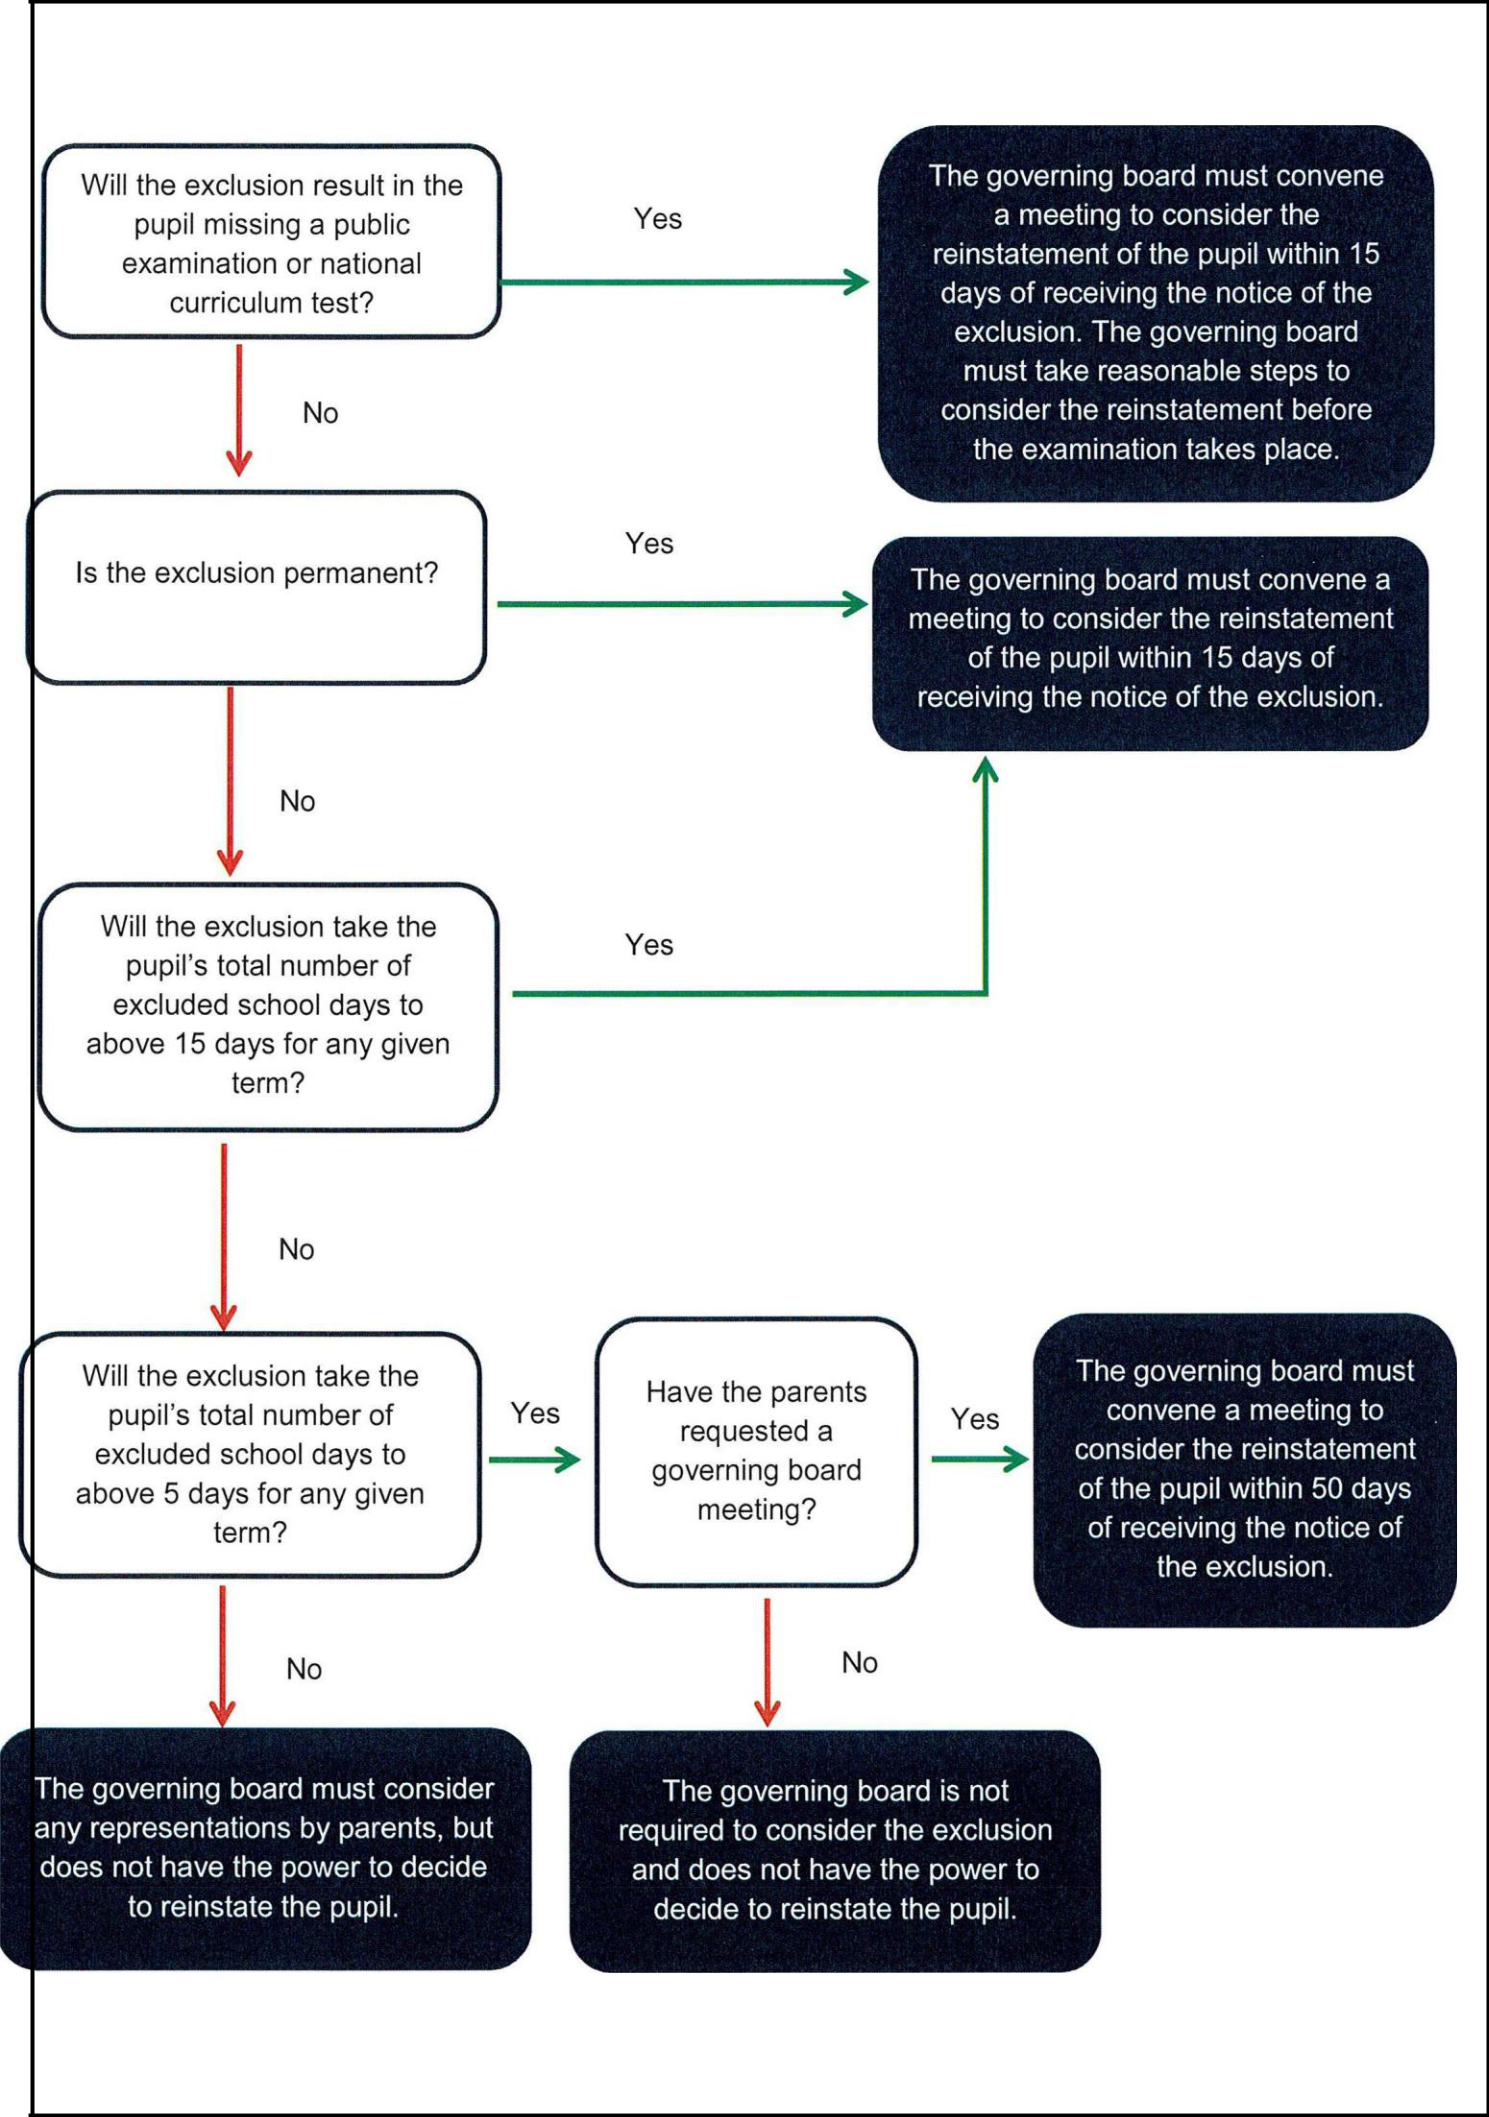 Will the exclusion result in the
pupil missing a public
examination or national
curriculum test?
Yes
The governing board must convene
a meeting to consider the
reinstatement of the pupil within 15
days of receiving the notice of the
exclusion. The governing board
must take reasonable steps to
consider the reinstatement before
the examination takes place.
No
Is the exclusion permanent?
Yes
The governing board must convene a
meeting to consider the reinstatement
of the pupil within 15 days of
receiving the notice of the exclusion.
No
Will the exclusion take the
pupil's total number of
excluded school days to
above 15 days for any given
term?
Yes
No
Will the exclusion take the
pupil's total number of
excluded school days to
above 5 days for any given
term?
Yes
Have the parents
requested a
governing board
meeting?
Yes
The governing board must
convene a meeting to
consider the reinstatement
of the pupil within 50 days
of receiving the notice of
the exclusion.
No
No
The governing board must consider
any representations by parents, but
does not have the power to decide
to reinstate the pupil.
The governing board is not
required to consider the exclusion
and does not have the power to
decide to reinstate the pupil.